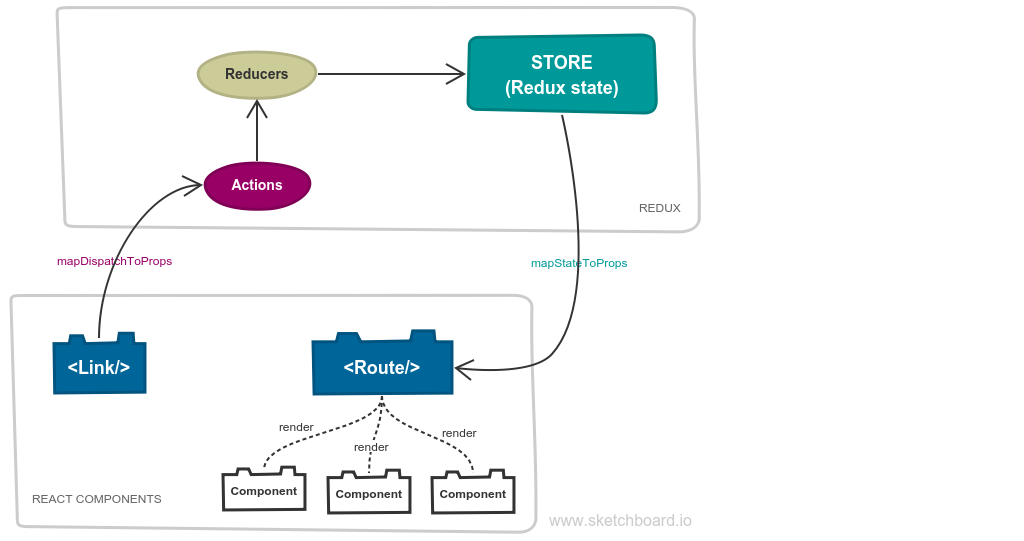 STORE
(Redux state)
Reducers
Actions
REDUX
mapDispatchToProps
mapStateToProps
<Link/>
<Route/>
render
render
render
Component
Component
Component
REACT COMPONENTS
www.sketchboard.io